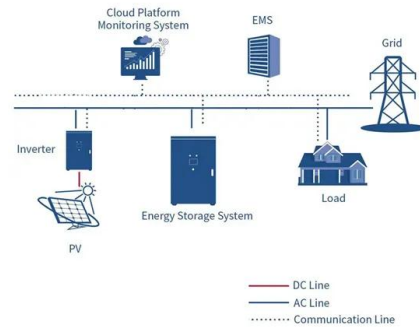 Cloud Platform
Monitoring System
EMS
Grid
Inverter
Energy Storage System
Load
PV
DC Line
AC Line
Communication Line